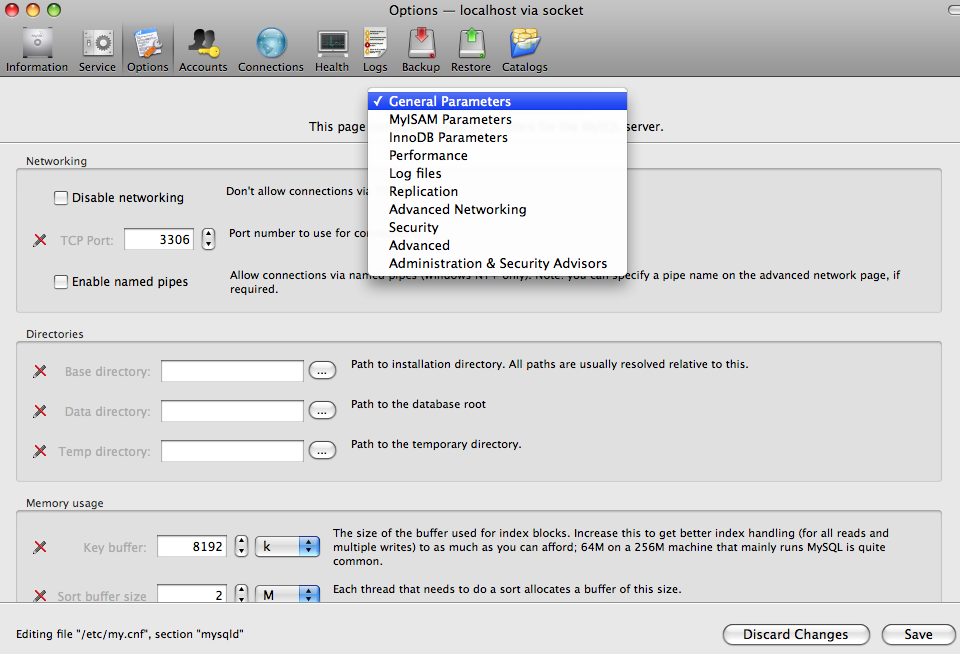 Options — localhost via socket
Information Service Options Accounts Connections Health Logs Backup Restore Catalogs
✓ General Parameters
MyISAM Parameters
This page server.
InnoDB Parameters
Performance
Log files
Replication
Advanced Networking
Security
Advanced
Administration & Security Advisors
Networking
Disable networking Don't allow connections via
TCP Port: 3306 Port number to use for
Enable named pipes Allow connections via named pipes (Windows NT+ only). Note: you can specify a pipe name on the advanced network page, if
required.
Directories
Base directory: ... Path to installation directory. All paths are usually resolved relative to this.
Data directory: ... Path to the database root
Temp directory: ... Path to the temporary directory.
Memory usage
Key buffer: 8192 k The size of the buffer used for index blocks. Increase this to get better index handling (for all reads and
multiple writes) to as much as you can afford; 64M on a 256M machine that mainly runs MySQL is quite
common.
Sort buffer size 2 M Each thread that needs to do a sort allocates a buffer of this size.
Editing file "/etc/my.cnf", section "mysqld"
Discard Changes Save